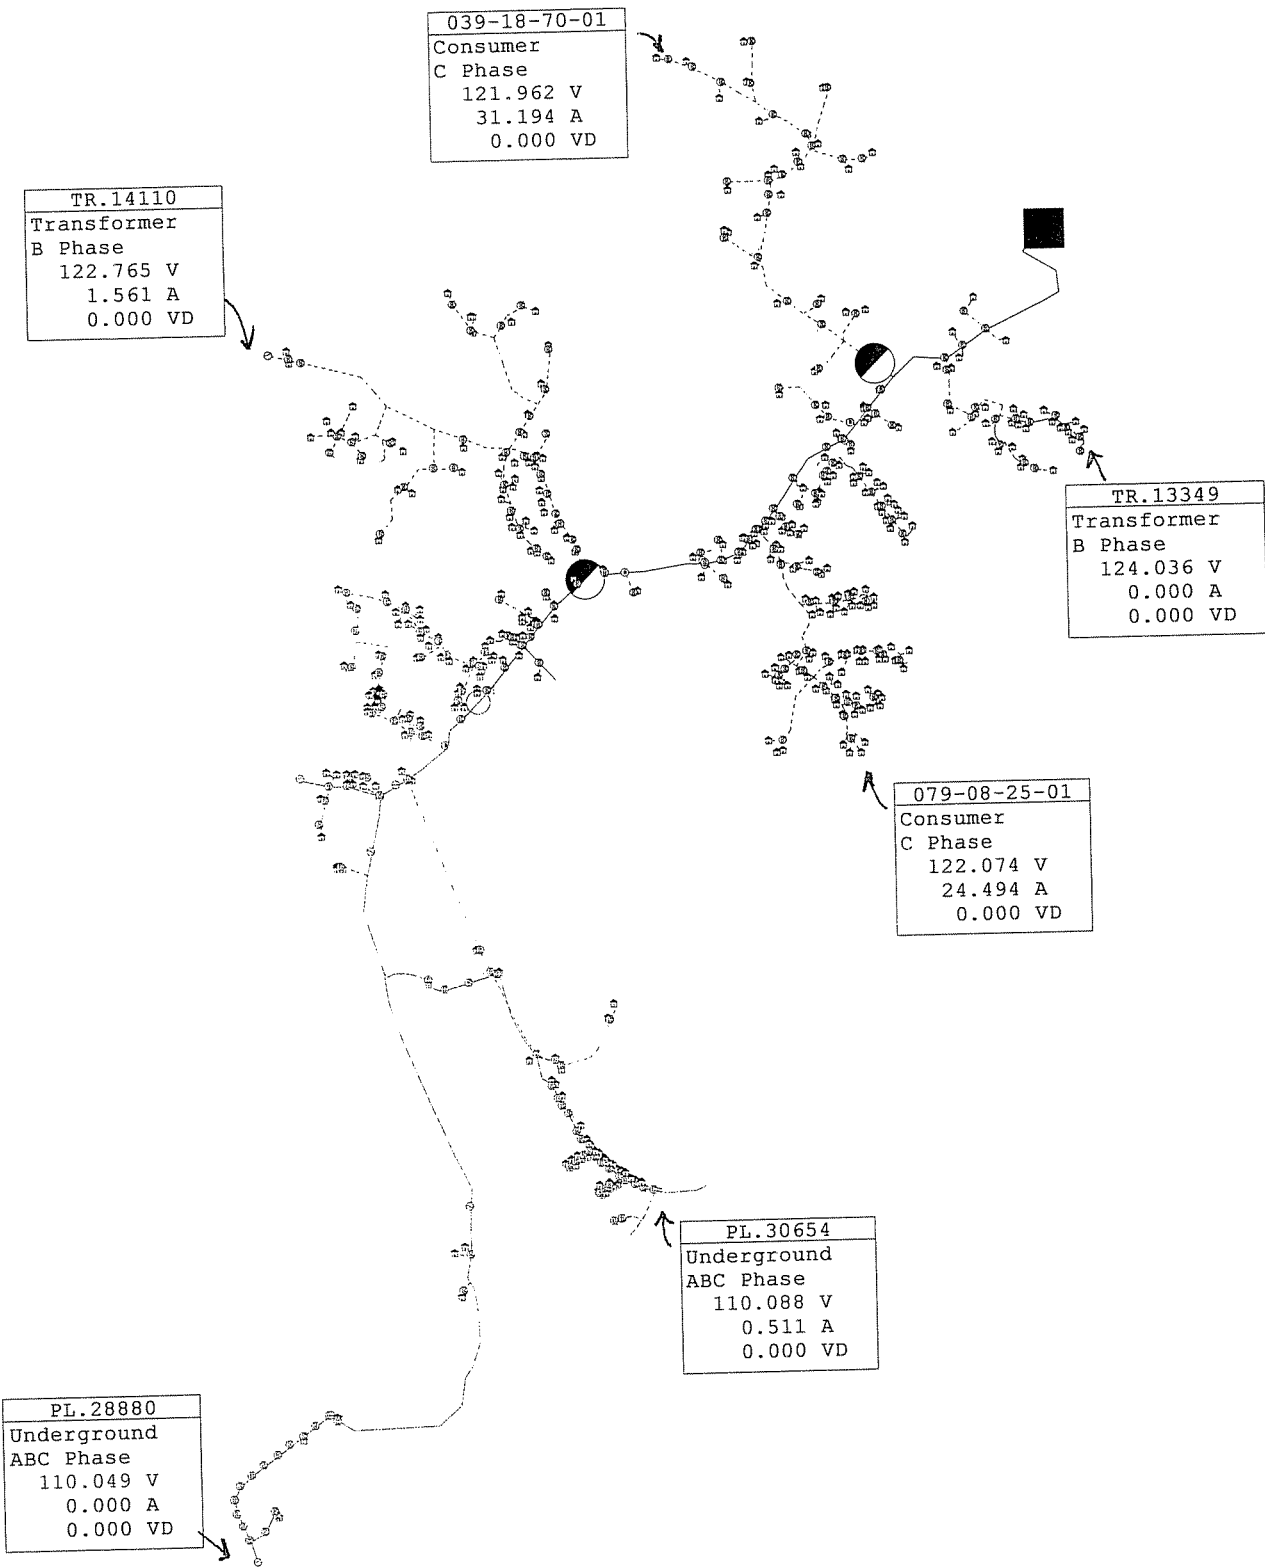 039-18-70-01
Consumer
C Phase
121.962 V
31.194 A
0.000 VD
TR.14110
Transformer
B Phase
122.765 V
1.561 A
0.000 VD
TR.13349
Transformer
B Phase
124.036 V
0.000 A
0.000 VD
079-08-25-01
Consumer
C Phase
122.074 V
24.494 A
0.000 VD
PL.30654
Underground
ABC Phase
110.088 V
0.511 A
0.000 VD
PL.28880
Underground
ABC Phase
110.049 V
0.000 A
0.000 VD